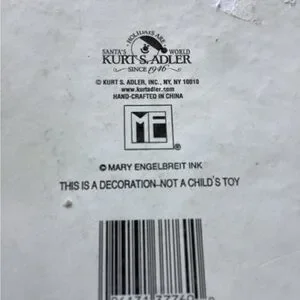 HOLIDAYS ARE
SANTA'S WORLD
KURT S. ADLER
SINCE 1946
© KURT S. ADLER, INC., NY, NY 10010
www.kurtadler.com
HAND-CRAFTED IN CHINA
ME
®
© MARY ENGELBREIT INK
THIS IS A DECORATION–NOT A CHILD'S TOY